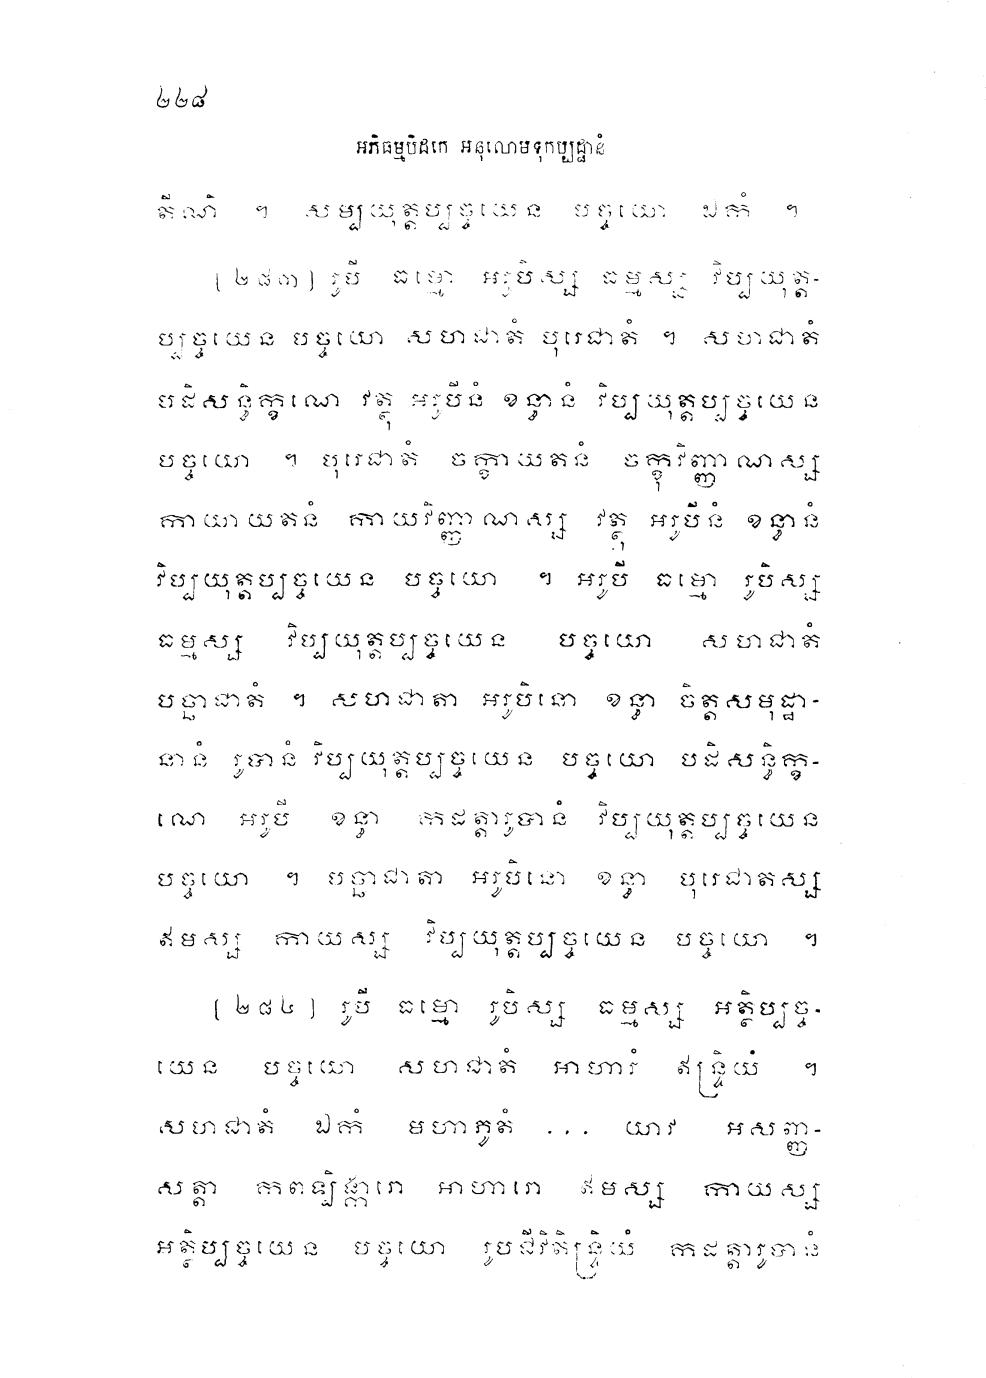 ២២៨
អភិធម្មបិដកេ អនុលោមទុកប្បដ្ឋានំ
តីណិ ។ សម្បយុត្តប្បច្ចយេន បច្ចយោ ឯកំ ។
[២៨៣] រូបី ធម្មោ អរូបិស្ស ធម្មស្ស វិប្បយុត្ត-
ប្បច្ចយេន បច្ចយោ សហជាតំ បុរេជាតំ ។ សហជាតំ
បដិសន្ធិក្ខណេ វត្ថុ អរូបីនំ ខន្ធានំ វិប្បយុត្តប្បច្ចយេន
បច្ចយោ ។ បុរេជាតំ ចក្ខាយតនំ ចក្ខុវិញ្ញាណស្ស
កាយាយតនំ កាយវិញ្ញាណស្ស វត្ថុ អរូបីនំ ខន្ធានំ
វិប្បយុត្តប្បច្ចយេន បច្ចយោ ។ អរូបី ធម្មោ រូបិស្ស
ធម្មស្ស វិប្បយុត្តប្បច្ចយេន បច្ចយោ សហជាតំ
បច្ឆាជាតំ ។ សហជាតា អរូបិនោ ខន្ធា ចិត្តសមុដ្ឋា-
នានំ រូបានំ វិប្បយុត្តប្បច្ចយេន បច្ចយោ បដិសន្ធិក្ខ-
ណេ អរូបី ខន្ធា កដត្តារូបានំ វិប្បយុត្តប្បច្ចយេន
បច្ចយោ ។ បច្ឆាជាតា អរូបិនោ ខន្ធា បុរេជាតស្ស
ឥមស្ស កាយស្ស វិប្បយុត្តប្បច្ចយេន បច្ចយោ ។
[២៨៤] រូបី ធម្មោ រូបិស្ស ធម្មស្ស អត្ថិប្បច្ច-
យេន បច្ចយោ សហជាតំ អាហារំ ឥន្ទ្រិយំ ។
សហជាតំ ឯកំ មហាភូតំ ... យាវ អសញ្ញ-
សត្តា កពឡិង្ការោ អាហារោ ឥមស្ស កាយស្ស
អត្ថិប្បច្ចយេន បច្ចយោ រូបជីវិតិន្ទ្រិយំ កដត្តារូបានំ